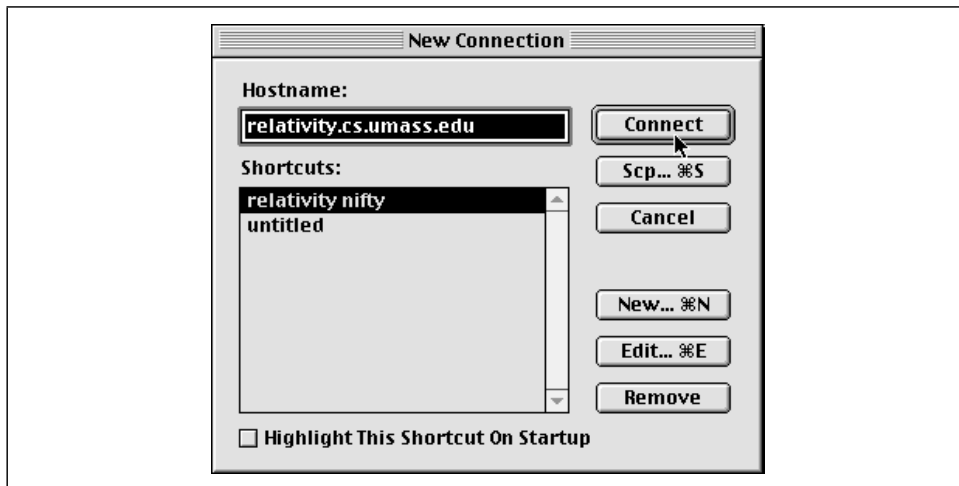 New Connection
Hostname:
relativity.cs.umass.edu
Connect
Shortcuts:
Scp... ⌘S
relativity nifty
untitled
Cancel
New... ⌘N
Edit... ⌘E
Remove
Highlight This Shortcut On Startup